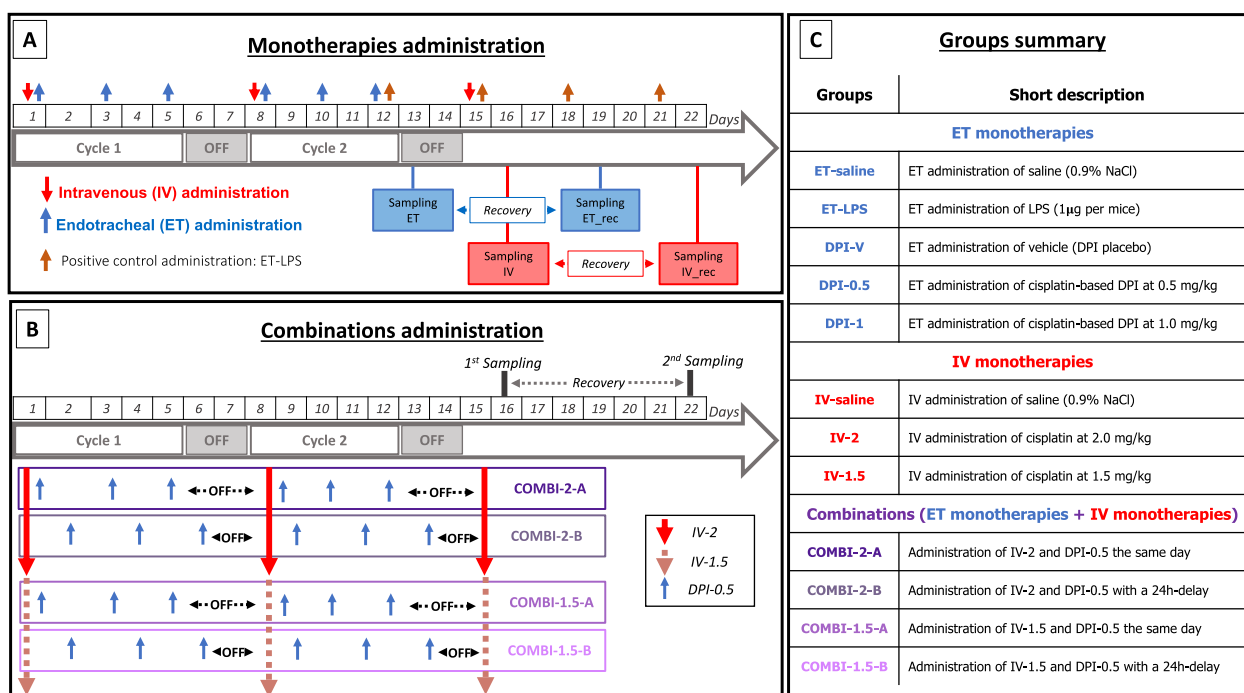 A
Monotherapies administration
1 2 3 4 5 6 7 8 9 10 11 12 13 14 15 16 17 18 19 20 21 22 Days
Cycle 1 OFF Cycle 2 OFF
Intravenous (IV) administration
Endotracheal (ET) administration
Positive control administration: ET-LPS
Sampling
ET
Recovery
Sampling
ET_rec
Sampling
IV
Recovery
Sampling
IV_rec
B
Combinations administration
1st Sampling
2nd Sampling
Recovery
1 2 3 4 5 6 7 8 9 10 11 12 13 14 15 16 17 18 19 20 21 22 Days
Cycle 1 OFF Cycle 2 OFF
OFF OFF COMBI-2-A
OFF OFF COMBI-2-B
OFF OFF COMBI-1.5-A
OFF OFF COMBI-1.5-B
IV-2
IV-1.5
DPI-0.5
C
Groups summary
Groups Short description
ET monotherapies
ET-saline ET administration of saline (0.9% NaCl)
ET-LPS ET administration of LPS (1µg per mice)
DPI-V ET administration of vehicle (DPI placebo)
DPI-0.5 ET administration of cisplatin-based DPI at 0.5 mg/kg
DPI-1 ET administration of cisplatin-based DPI at 1.0 mg/kg
IV monotherapies
IV-saline IV administration of saline (0.9% NaCl)
IV-2 IV administration of cisplatin at 2.0 mg/kg
IV-1.5 IV administration of cisplatin at 1.5 mg/kg
Combinations (ET monotherapies + IV monotherapies)
COMBI-2-A Administration of IV-2 and DPI-0.5 the same day
COMBI-2-B Administration of IV-2 and DPI-0.5 with a 24h-delay
COMBI-1.5-A Administration of IV-1.5 and DPI-0.5 the same day
COMBI-1.5-B Administration of IV-1.5 and DPI-0.5 with a 24h-delay